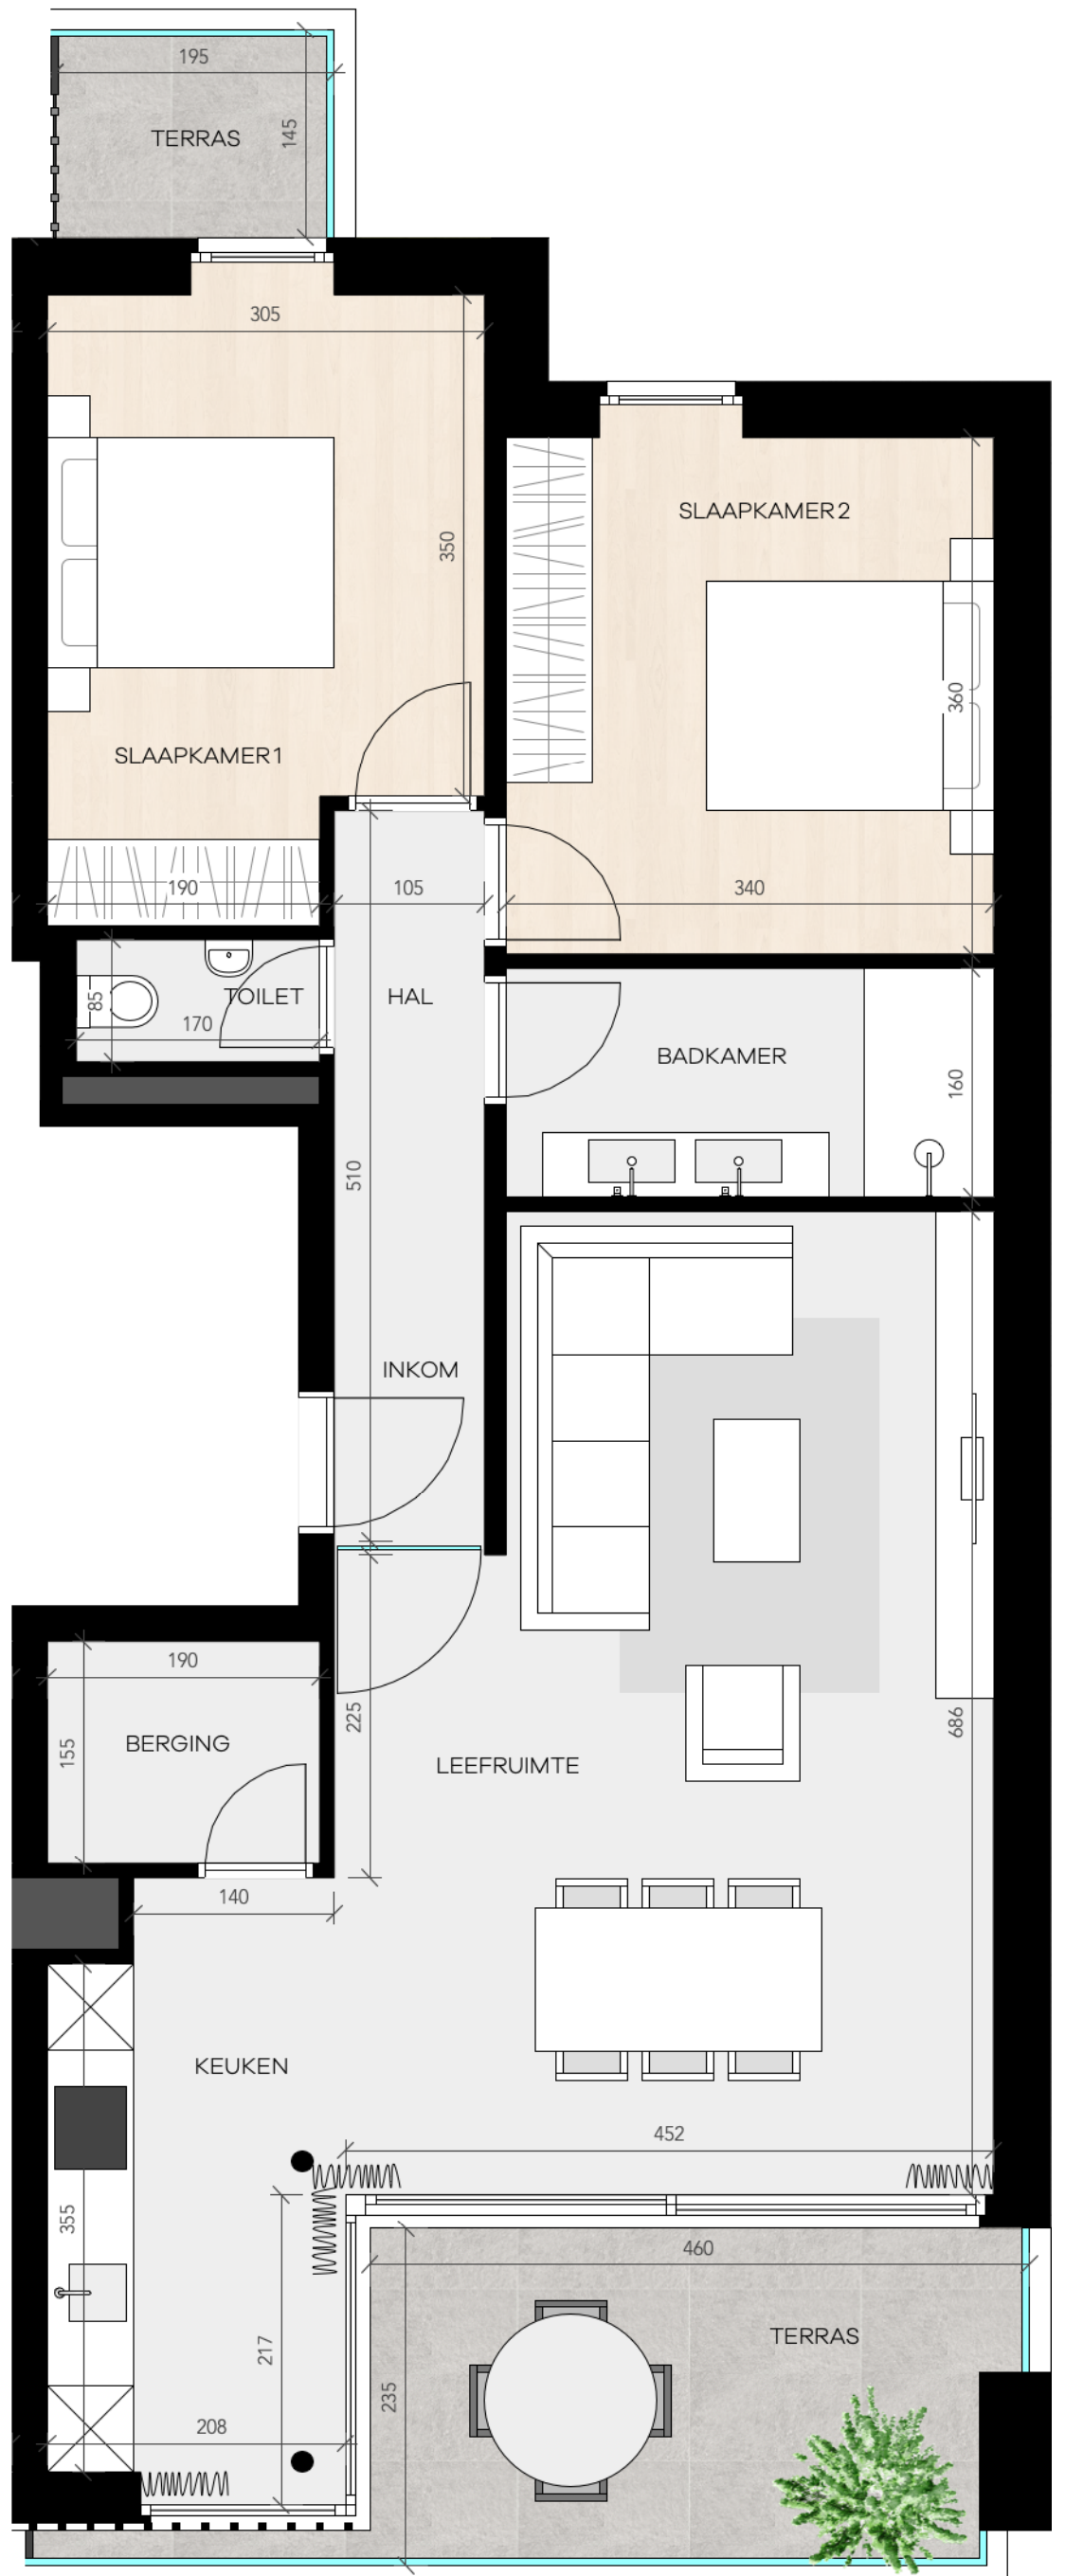 195
TERRAS
145
305
SLAAPKAMER 2
350
360
SLAAPKAMER 1
190
105
340
85
TOILET
HAL
170
BADKAMER
160
510
INKOM
190
225
686
155
BERGING
LEEFRUIMTE
140
KEUKEN
452
355
460
TERRAS
217
235
208